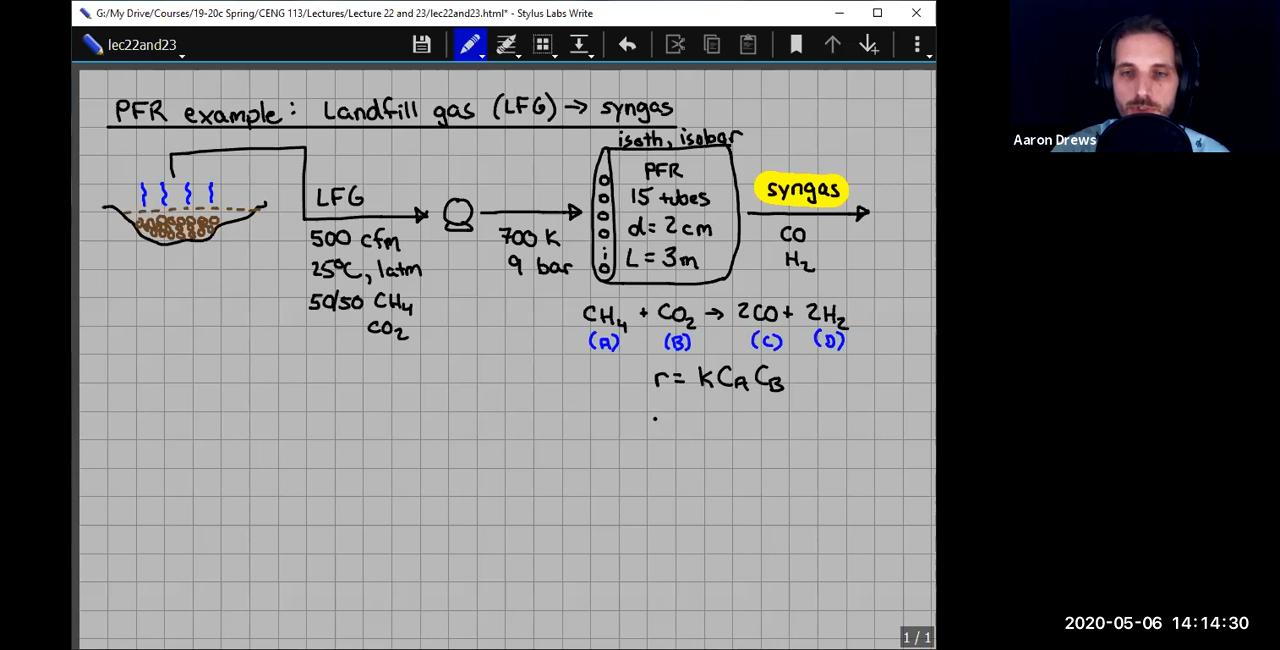 G:/My Drive/Courses/19-20c Spring/CENG 113/Lectures/Lecture 22 and 23/lec22and23.html* - Stylus Labs Write
lec22and23
PFR example: Landfill gas (LFG) → syngas
isoth, isobar
LFG
500 cfm
25°C, 1atm
50/50 CH₄
CO₂
700 K
9 bar
PFR
15 tubes
d = 2 cm
L = 3 m
syngas
CO
H₂
CH₄ + CO₂ → 2CO + 2H₂
(A) (B) (C) (D)
r = k C_A C_B
1 / 1
Aaron Drews
2020-05-06 14:14:30